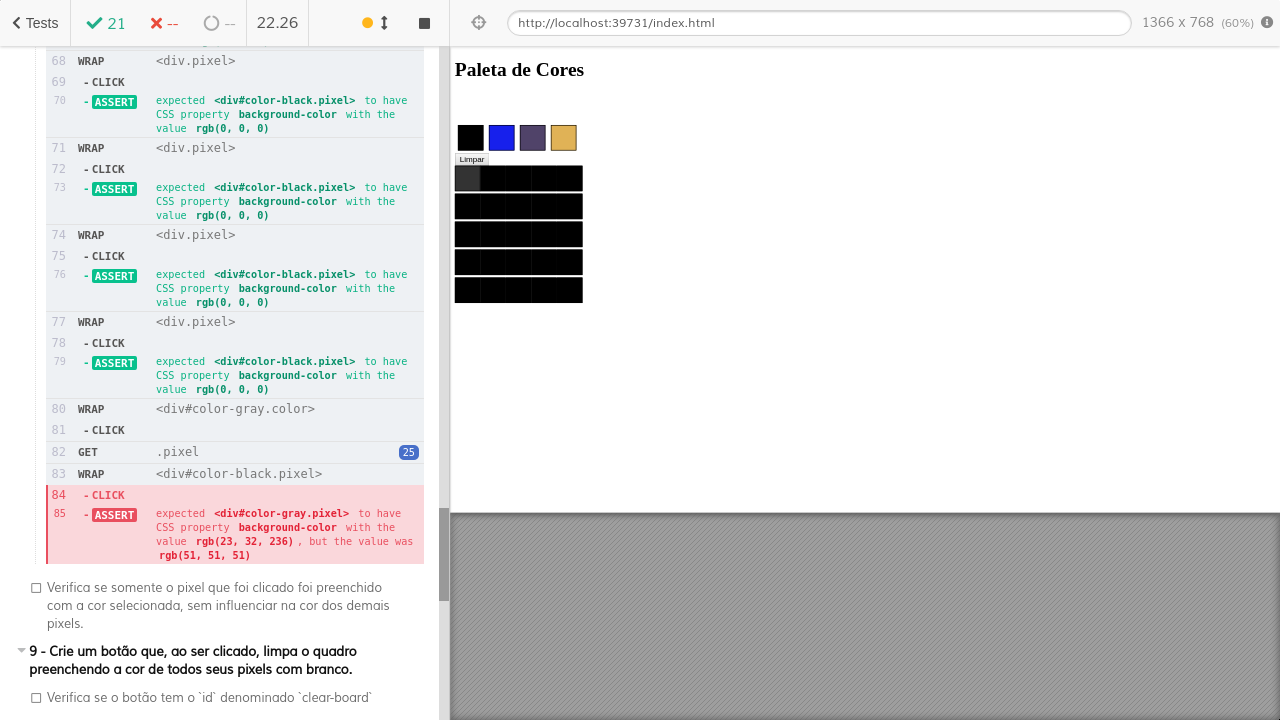 Tests 21 -- -- 22.26 http://localhost:39731/index.html 1366 x 768 (60%)
68 WRAP <div.pixel>
69 -CLICK
70 -ASSERT expected <div#color-black.pixel> to have
CSS property background-color with the
value rgb(0, 0, 0)
71 WRAP <div.pixel>
72 -CLICK
73 -ASSERT expected <div#color-black.pixel> to have
CSS property background-color with the
value rgb(0, 0, 0)
74 WRAP <div.pixel>
75 -CLICK
76 -ASSERT expected <div#color-black.pixel> to have
CSS property background-color with the
value rgb(0, 0, 0)
77 WRAP <div.pixel>
78 -CLICK
79 -ASSERT expected <div#color-black.pixel> to have
CSS property background-color with the
value rgb(0, 0, 0)
80 WRAP <div#color-gray.color>
81 -CLICK
82 GET .pixel 25
83 WRAP <div#color-black.pixel>
84 -CLICK
85 -ASSERT expected <div#color-gray.pixel> to have
CSS property background-color with the
value rgb(23, 32, 236), but the value was
rgb(51, 51, 51)
Verifica se somente o pixel que foi clicado foi preenchido
com a cor selecionada, sem influenciar na cor dos demais
pixels.
9 - Crie um botão que, ao ser clicado, limpa o quadro
preenchendo a cor de todos seus pixels com branco.
Verifica se o botão tem o `id` denominado `clear-board`
Paleta de Cores
Limpar